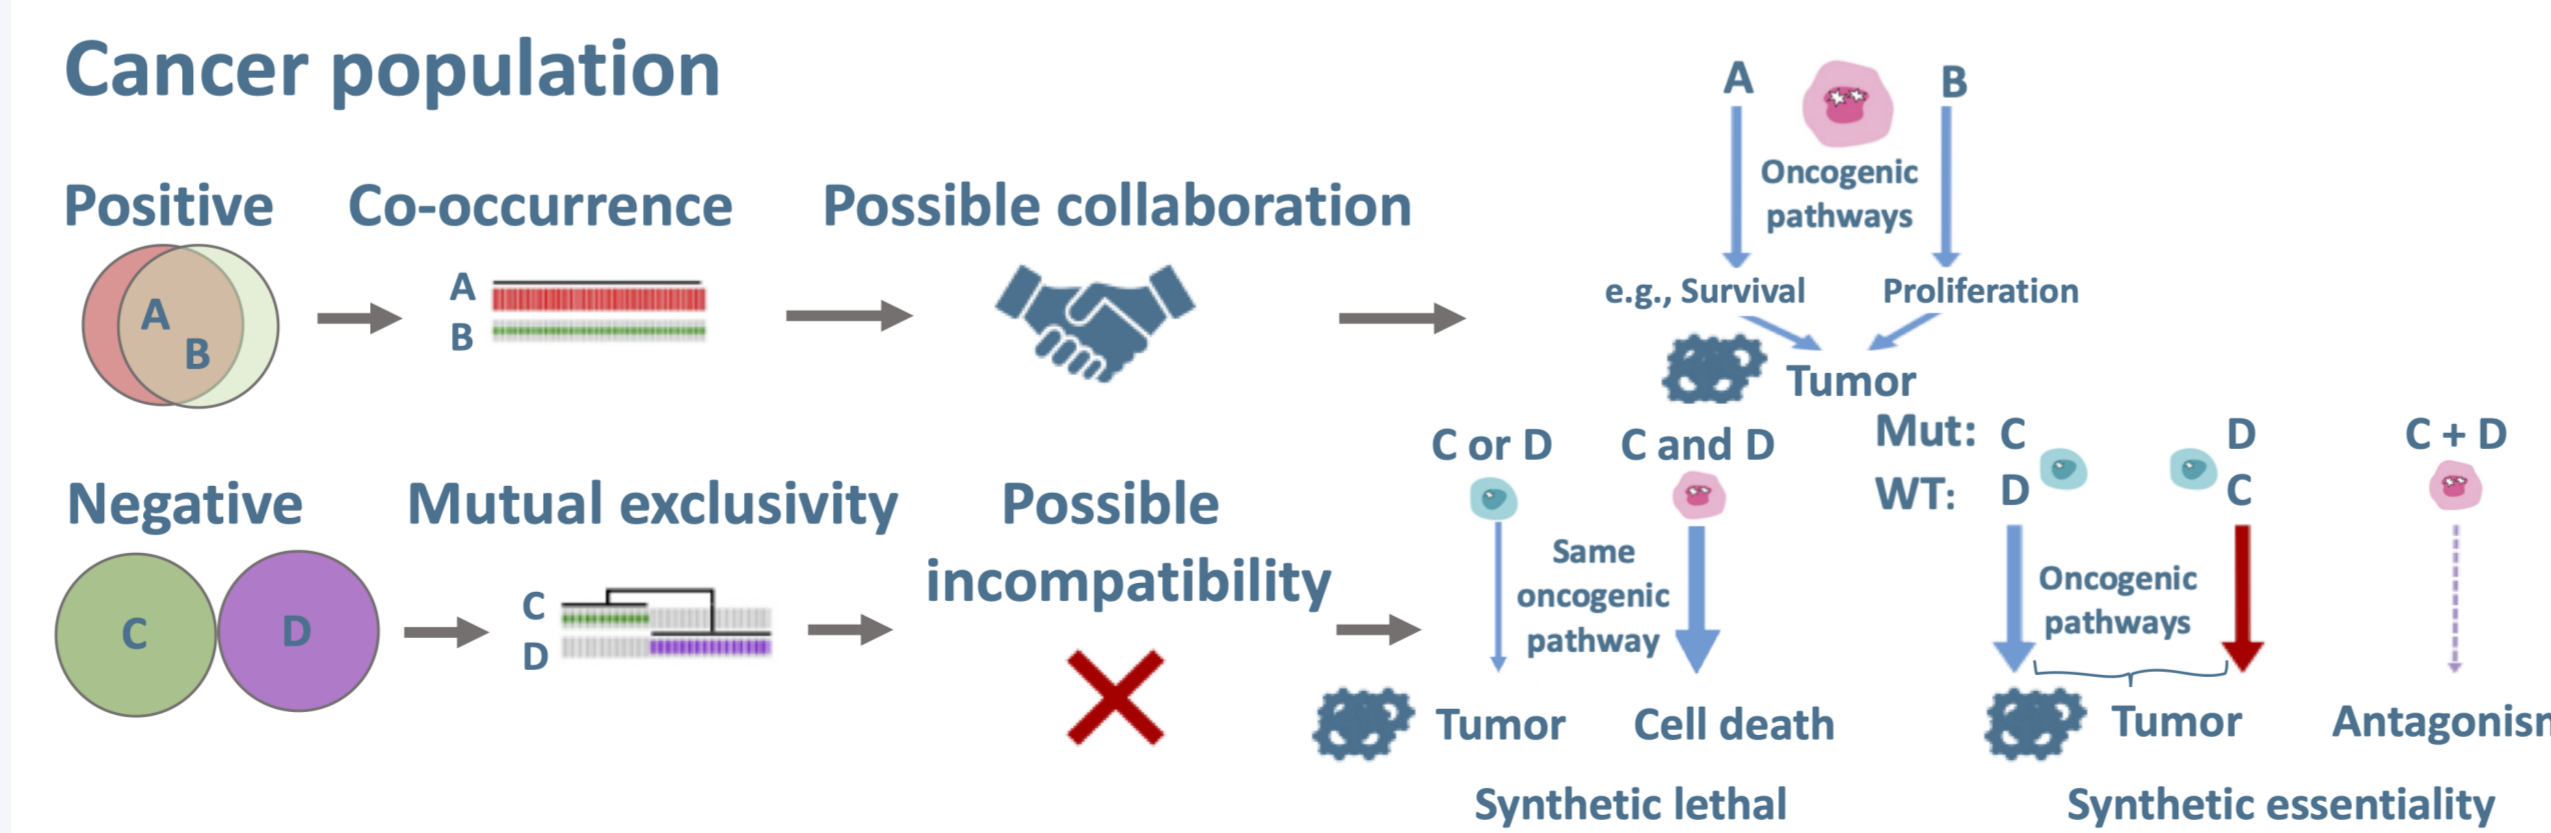 Cancer population
Positive
Co-occurrence
Possible collaboration
A
B
A
B
A
B
Oncogenic
pathways
e.g., Survival
Proliferation
Tumor
Negative
Mutual exclusivity
Possible
incompatibility
C
D
C
D
C or D
C and D
Same
oncogenic
pathway
Tumor
Cell death
Synthetic lethal
Mut:
C
D
C + D
WT:
D
C
Oncogenic
pathways
Tumor
Antagonism
Synthetic essentiality